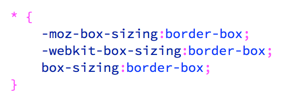 * {
    -moz-box-sizing:border-box;
    -webkit-box-sizing:border-box;
    box-sizing:border-box;
}